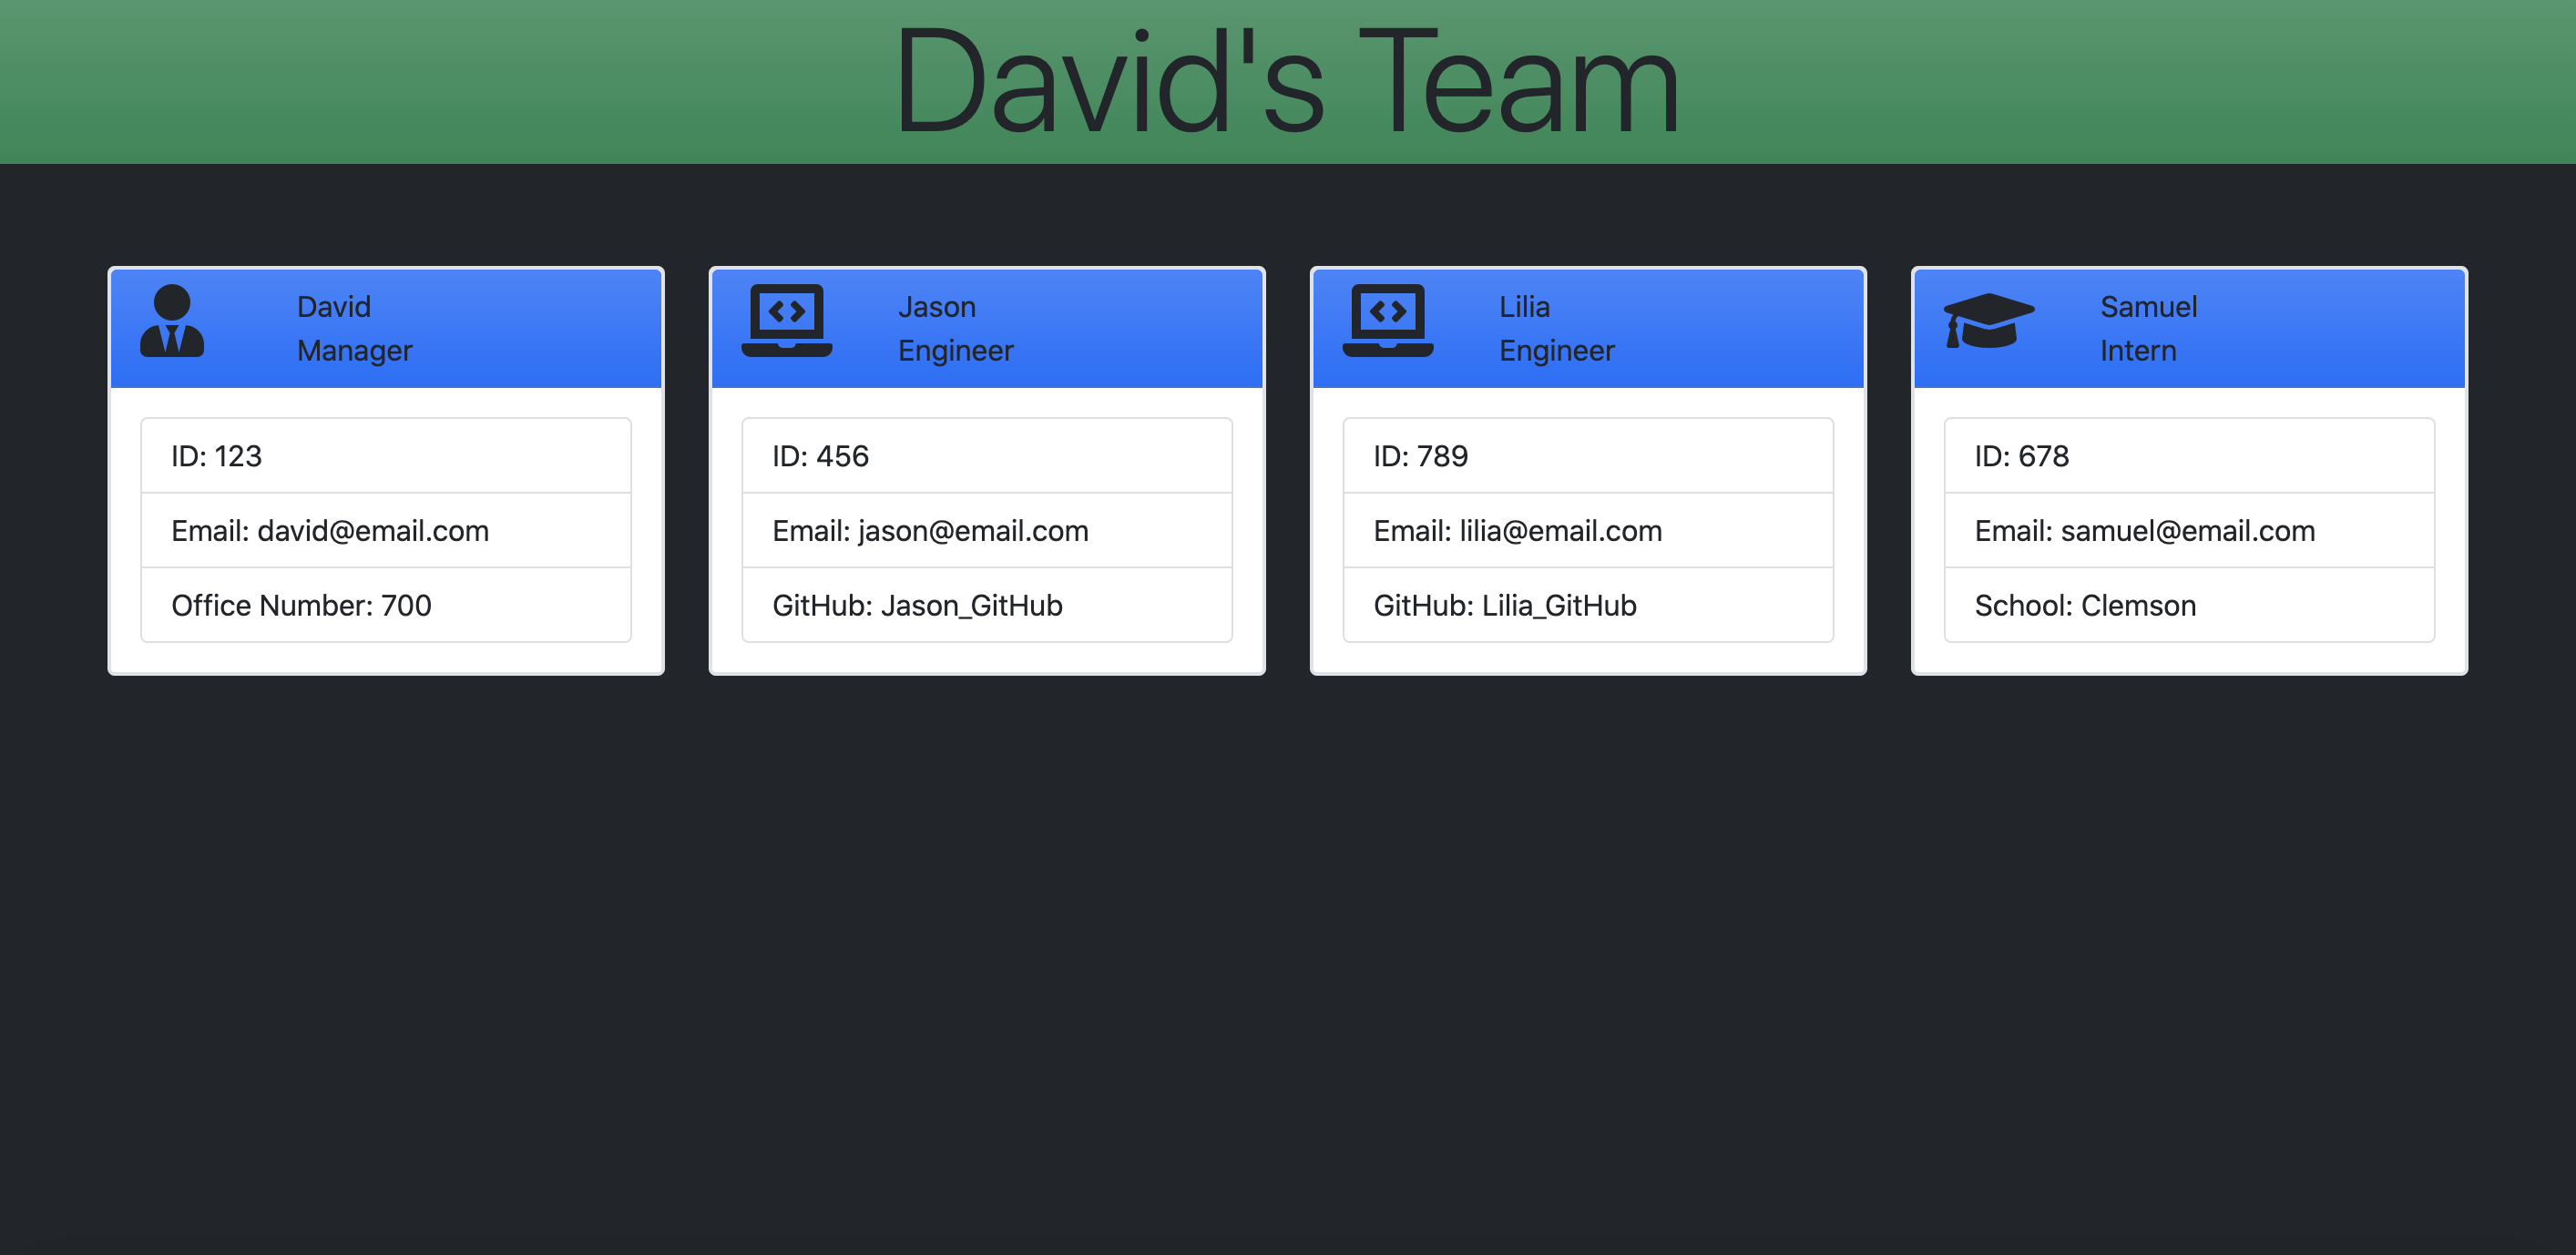 David's Team
David
Manager
ID: 123
Email: david@email.com
Office Number: 700
Jason
Engineer
ID: 456
Email: jason@email.com
GitHub: Jason_GitHub
Lilia
Engineer
ID: 789
Email: lilia@email.com
GitHub: Lilia_GitHub
Samuel
Intern
ID: 678
Email: samuel@email.com
School: Clemson